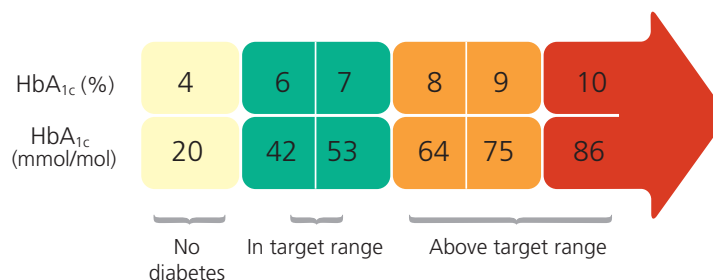 HbA1c (%) 4 6 7 8 9 10
HbA1c
(mmol/mol) 20 42 53 64 75 86
No
diabetes
In target range
Above target range